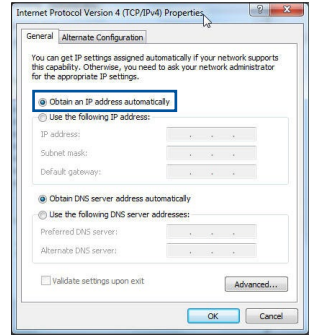 Internet Protocol Version 4 (TCP/IPv4) Properties
General
Alternate Configuration
You can get IP settings assigned automatically if your network supports
this capability. Otherwise, you need to ask your network administrator
for the appropriate IP settings.
Obtain an IP address automatically
Use the following IP address:
IP address:
Subnet mask:
Default gateway:
Obtain DNS server address automatically
Use the following DNS server addresses:
Preferred DNS server:
Alternate DNS server:
Validate settings upon exit
Advanced...
OK
Cancel